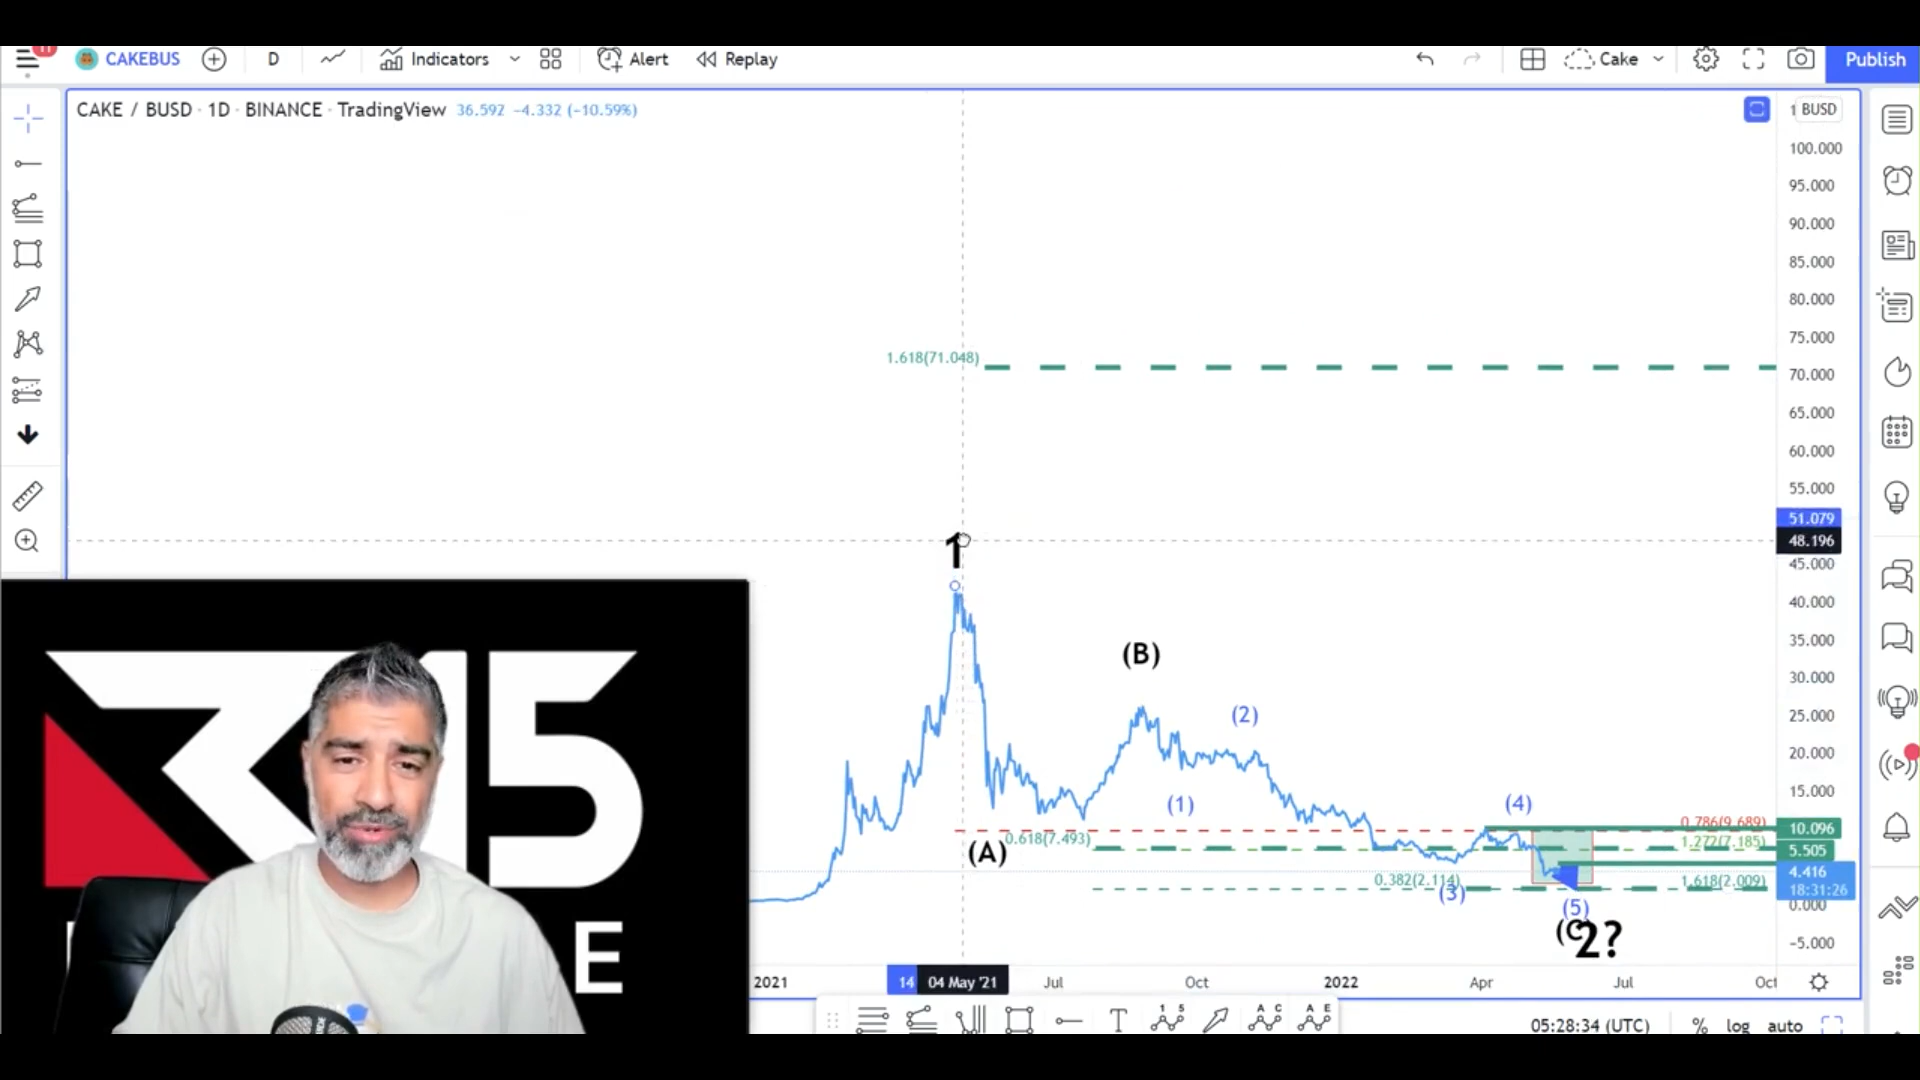 11
CAKEBUS
D
Indicators
Alert
Replay
Cake
Publish
CAKE / BUSD · 1D · BINANCE · TradingView 36.592 −4.332 (−10.59%)
BUSD
100.000
95.000
90.000
85.000
80.000
75.000
1.618(71.048)
70.000
65.000
60.000
55.000
51.079
48.196
1
45.000
40.000
35.000
(B)
30.000
25.000
(2)
20.000
15.000
(1)
(4)
0.786(9.689)
10.096
0.618(7.493)
1.272(7.185)
(A)
5.505
4.416
0.382(2.114)
1.618(2.009)
18:31:26
(3)
0.000
(5)
(C
2?
−5.000
R15
E
2021
14
04 May '21
Jul
Oct
2022
Apr
Jul
Oct
T
1 5
A C
A E
05:28:34 (UTC)
%
log
auto